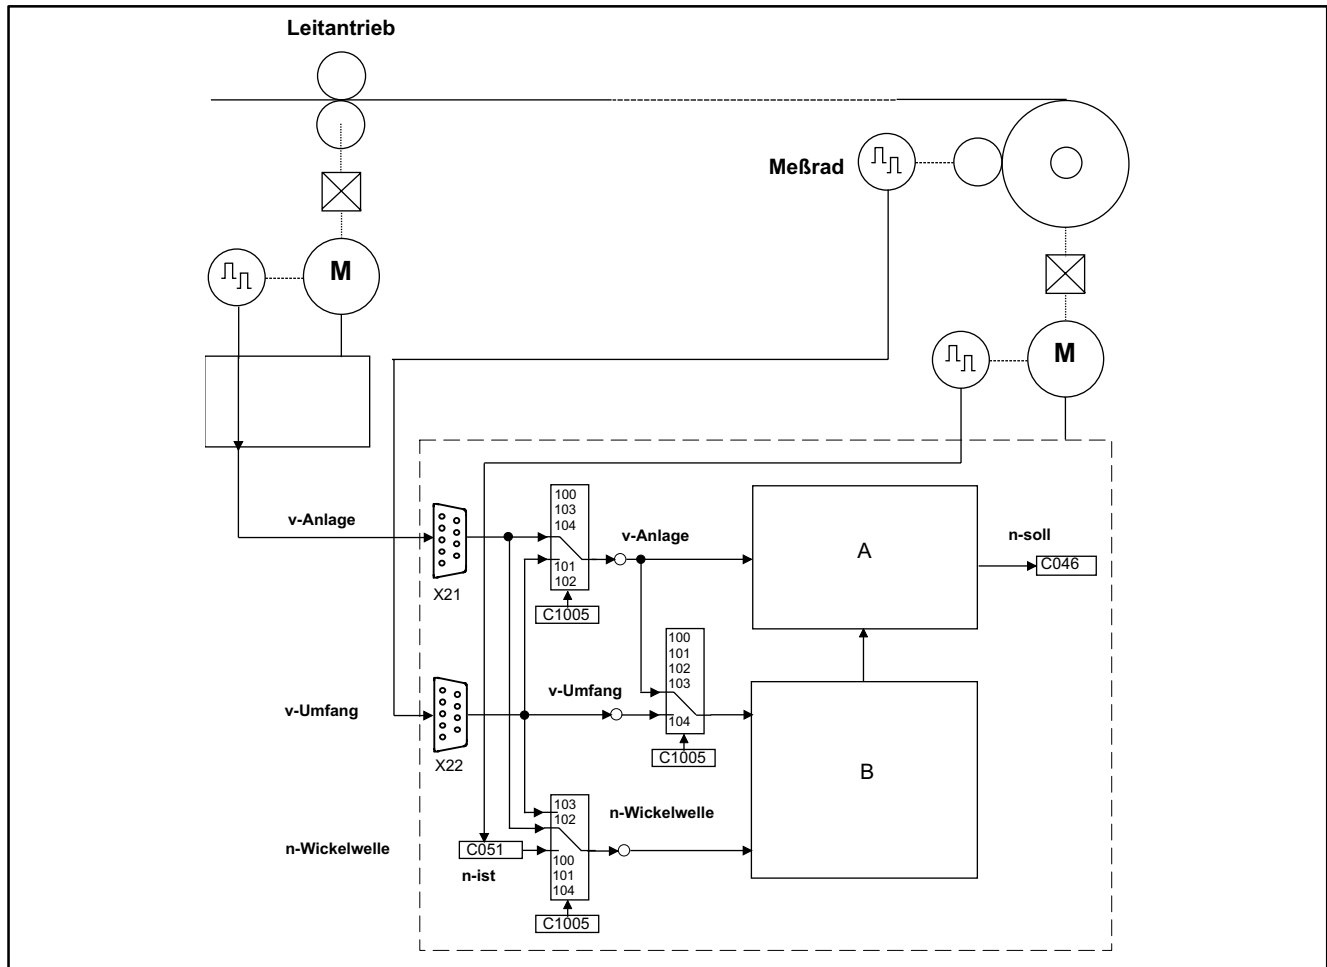 Leitantrieb
Meßrad
M
M
v-Anlage
X21
100
103
104
101
102
C1005
v-Anlage
A
n-soll
C046
100
101
102
103
104
C1005
v-Umfang
v-Umfang
X22
B
n-Wickelwelle
C051
n-ist
103
102
100
101
104
C1005
n-Wickelwelle